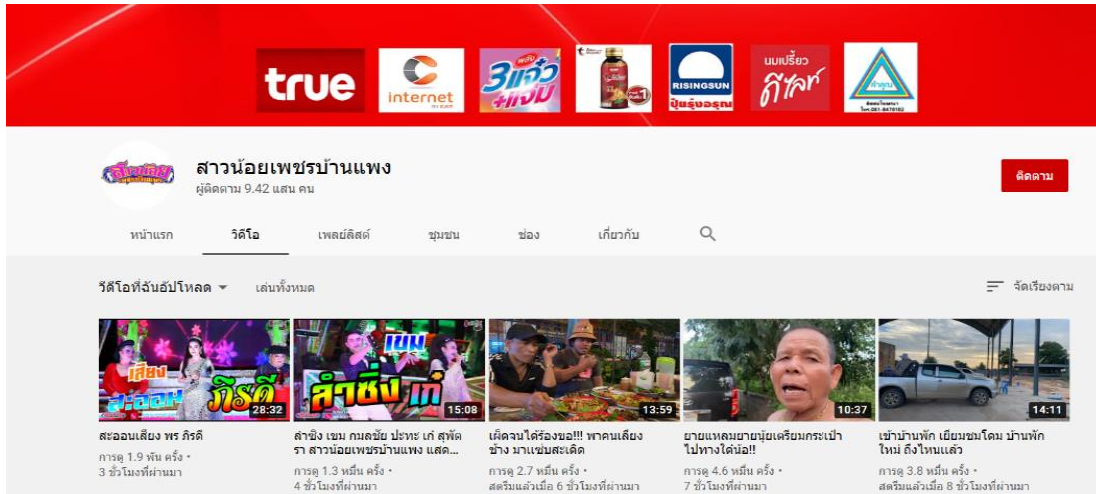 true
internet
3แจ๋ว
+แถม
RISINGSUN
ปุ๋ยรุ่งอรุณ
นมเปรี้ยว
ดีไลท์
สาวน้อยเพชรบ้านแพง
ผู้ติดตาม 9.42 แสน คน
ติดตาม
หน้าแรก
วิดีโอ
เพลย์ลิสต์
ชุมชน
ช่อง
เกี่ยวกับ
วิดีโอที่ฉันอัปโหลด
เล่นทั้งหมด
จัดเรียงตาม
เสียง
สะออน
ภิรดี
28:32
เขม
ลำซิ่ง เก๋
15:08
13:59
10:37
14:11
สะออนเสียง พร ภิรดี
การดู 1.9 พัน ครั้ง •
3 ชั่วโมงที่ผ่านมา
ลำซิ่ง เขม กมลชัย ปะทะ เก๋ สุพัต
รา สาวน้อยเพชรบ้านแพง แสด...
การดู 1.3 หมื่น ครั้ง •
4 ชั่วโมงที่ผ่านมา
เผ็ดจนได้ร้องขอ!!! พาคนเลี้ยง
ช้าง มาแซ่บสะเด็ด
การดู 2.7 หมื่น ครั้ง •
สตรีมแล้วเมื่อ 6 ชั่วโมงที่ผ่านมา
ยายแหลมยายนุ้ยเตรียมกระเป๋า
ไปทางใด๋น้อ!!
การดู 4.6 หมื่น ครั้ง •
7 ชั่วโมงที่ผ่านมา
เข้าบ้านพัก เยี่ยมชมโดม บ้านพัก
ใหม่ ถึงไหนแล้ว
การดู 3.8 หมื่น ครั้ง •
สตรีมแล้วเมื่อ 8 ชั่วโมงที่ผ่านมา